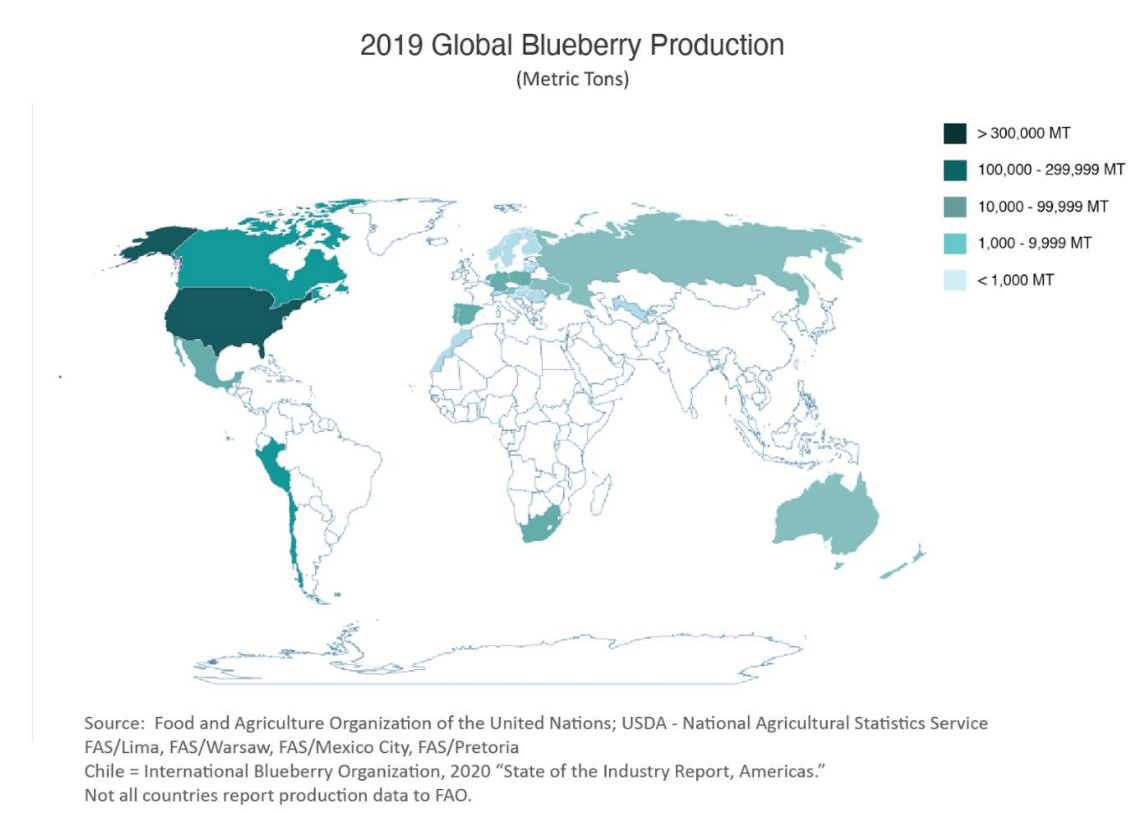 2019 Global Blueberry Production
(Metric Tons)
> 300,000 MT
100,000 - 299,999 MT
10,000 - 99,999 MT
1,000 - 9,999 MT
< 1,000 MT
Source:  Food and Agriculture Organization of the United Nations; USDA - National Agricultural Statistics Service
FAS/Lima, FAS/Warsaw, FAS/Mexico City, FAS/Pretoria
Chile = International Blueberry Organization, 2020 “State of the Industry Report, Americas.”
Not all countries report production data to FAO.